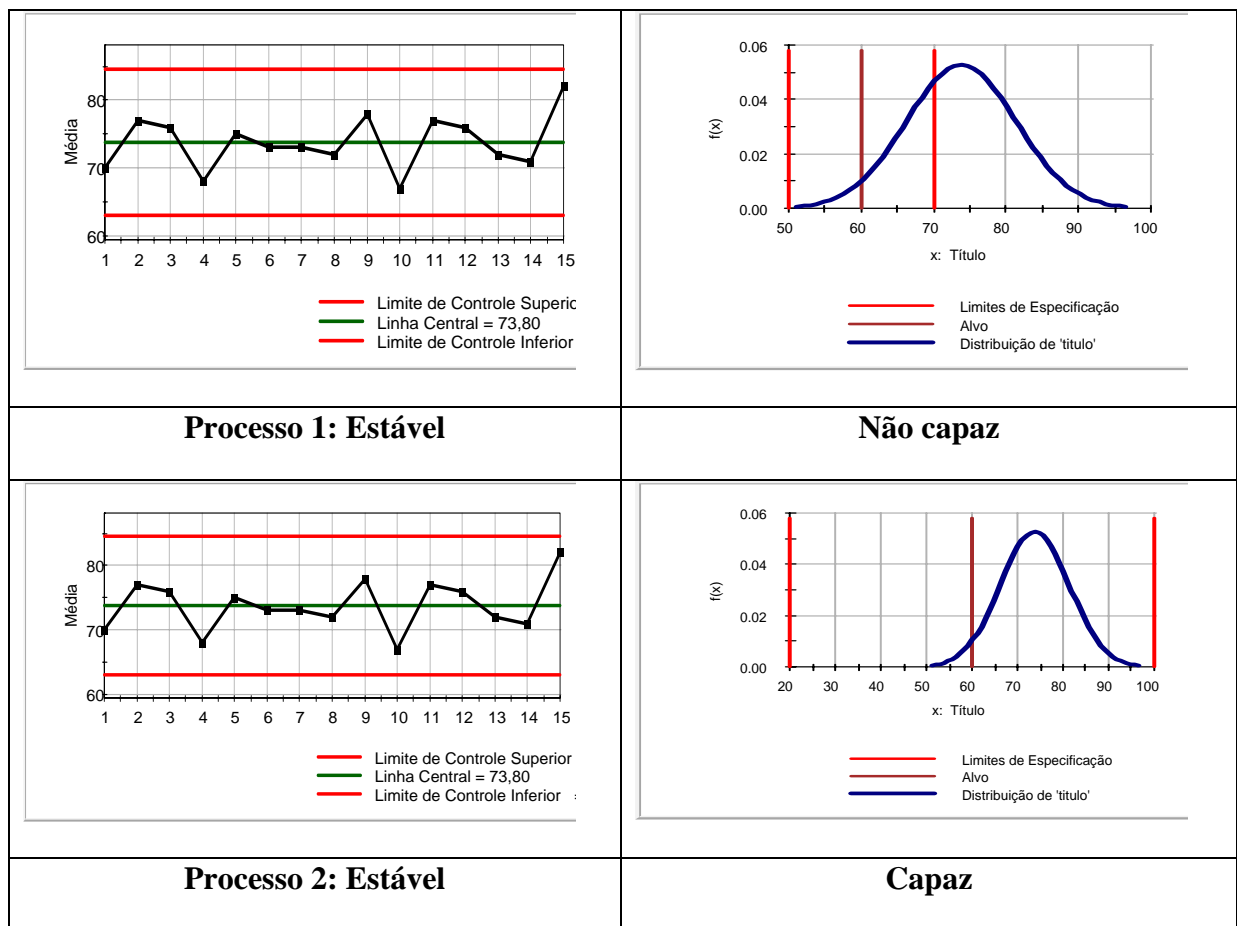 80
70
60
Média
1 2 3 4 5 6 7 8 9 10 11 12 13 14 15
Limite de Controle Superio
Linha Central = 73,80
Limite de Controle Inferior
0.06
0.04
0.02
0.00
f(x)
50 60 70 80 90 100
x: Título
Limites de Especificação
Alvo
Distribuição de 'titulo'
Processo 1: Estável
Não capaz
80
70
60
Média
1 2 3 4 5 6 7 8 9 10 11 12 13 14 15
Limite de Controle Superior
Linha Central = 73,80
Limite de Controle Inferior =
0.06
0.04
0.02
0.00
f(x)
20 30 40 50 60 70 80 90 100
x: Título
Limites de Especificação
Alvo
Distribuição de 'titulo'
Processo 2: Estável
Capaz